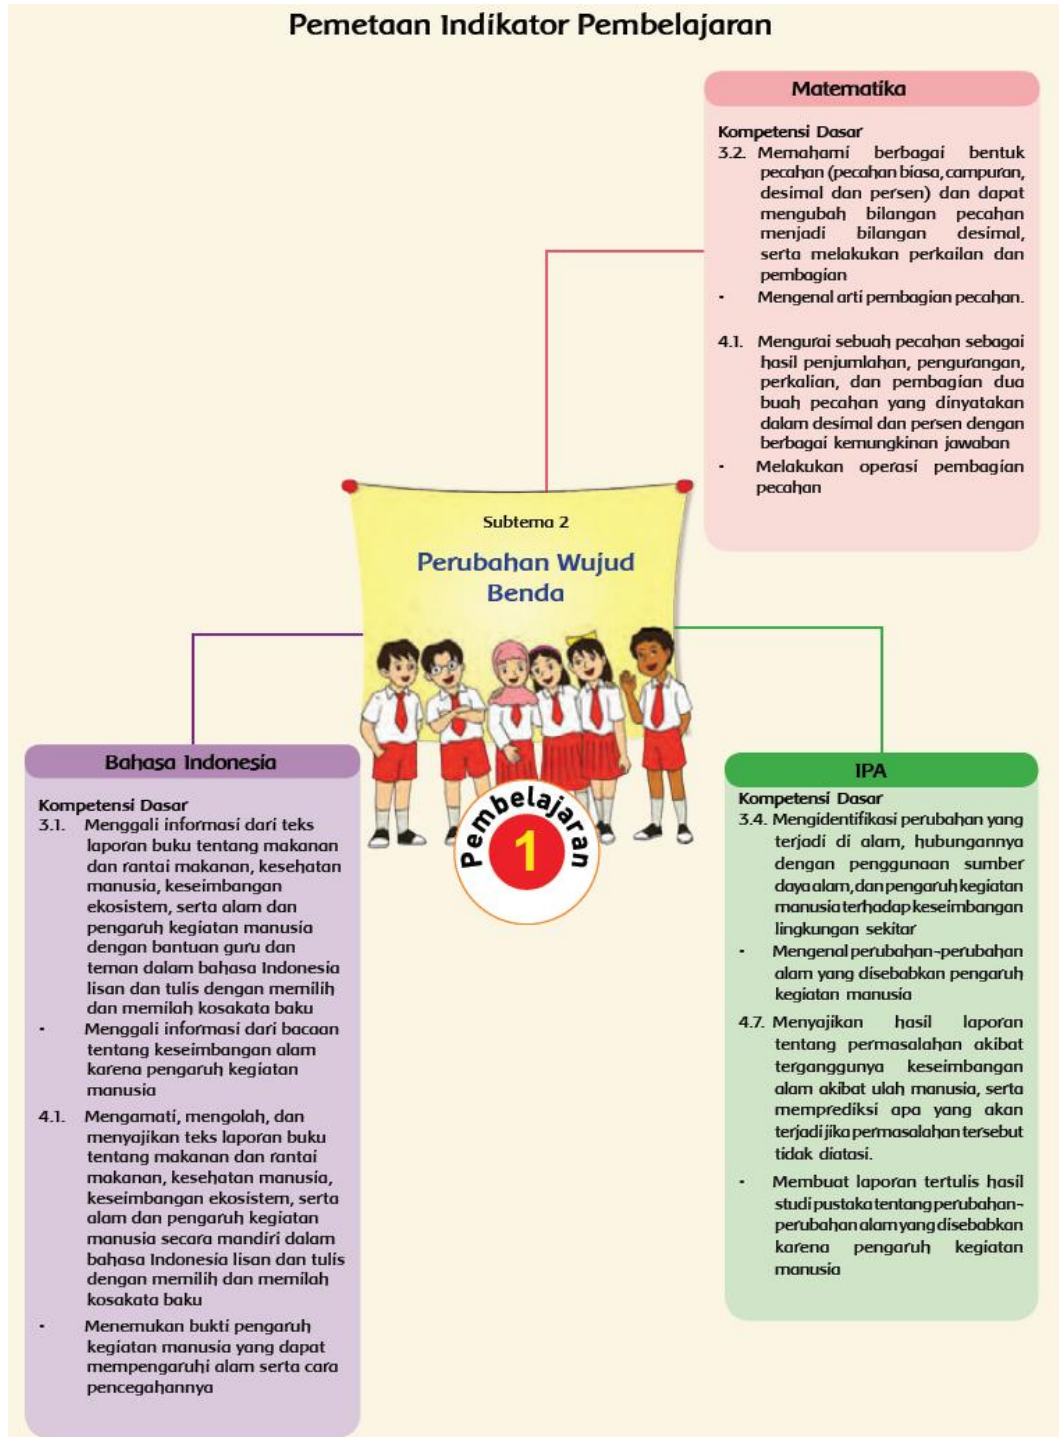 Pemetaan Indikator Pembelajaran
Matematika
Kompetensi Dasar
3.2. Memahami berbagai bentuk
pecahan (pecahan biasa, campuran,
desimal dan persen) dan dapat
mengubah bilangan pecahan
menjadi bilangan desimal,
serta melakukan perkailan dan
pembagian
- Mengenal arti pembagian pecahan.
4.1. Mengurai sebuah pecahan sebagai
hasil penjumlahan, pengurangan,
perkalian, dan pembagian dua
buah pecahan yang dinyatakan
dalam desimal dan persen dengan
berbagai kemungkinan jawaban
- Melakukan operasi pembagian
pecahan
Subtema 2
Perubahan Wujud
Benda
Pembelajaran
1
Bahasa Indonesia
Kompetensi Dasar
3.1. Menggali informasi dari teks
laporan buku tentang makanan
dan rantai makanan, kesehatan
manusia, keseimbangan
ekosistem, serta alam dan
pengaruh kegiatan manusia
dengan bantuan guru dan
teman dalam bahasa Indonesia
lisan dan tulis dengan memilih
dan memilah kosakata baku
- Menggali informasi dari bacaan
tentang keseimbangan alam
karena pengaruh kegiatan
manusia
4.1. Mengamati, mengolah, dan
menyajikan teks laporan buku
tentang makanan dan rantai
makanan, kesehatan manusia,
keseimbangan ekosistem, serta
alam dan pengaruh kegiatan
manusia secara mandiri dalam
bahasa Indonesia lisan dan tulis
dengan memilih dan memilah
kosakata baku
- Menemukan bukti pengaruh
kegiatan manusia yang dapat
mempengaruhi alam serta cara
pencegahannya
IPA
Kompetensi Dasar
3.4. Mengidentifikasi perubahan yang
terjadi di alam, hubungannya
dengan penggunaan sumber
daya alam, dan pengaruh kegiatan
manusia terhadap keseimbangan
lingkungan sekitar
- Mengenal perubahan-perubahan
alam yang disebabkan pengaruh
kegiatan manusia
4.7. Menyajikan hasil laporan
tentang permasalahan akibat
terganggunya keseimbangan
alam akibat ulah manusia, serta
memprediksi apa yang akan
terjadi jika permasalahan tersebut
tidak diatasi.
- Membuat laporan tertulis hasil
studi pustaka tentang perubahan-
perubahan alam yang disebabkan
karena pengaruh kegiatan
manusia